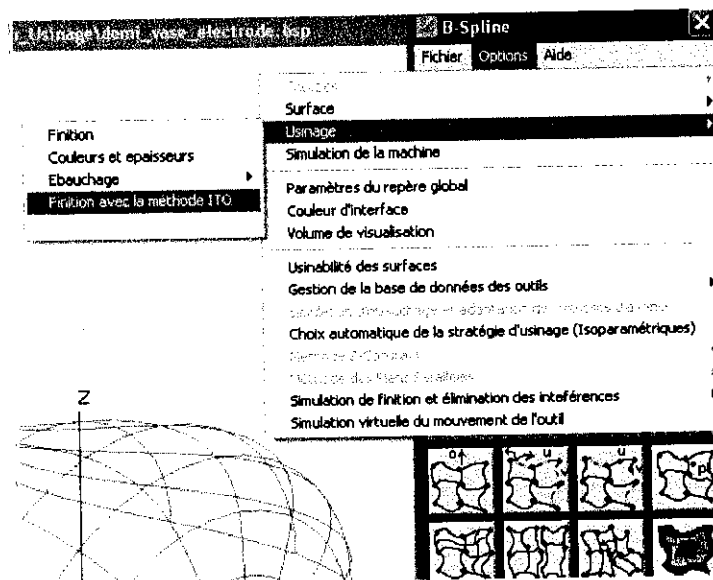 Usinage\demi_vase_electrode.bsp
B-Spline
Fichier Options Aide
Surface
Usinage
Simulation de la machine
Finition
Couleurs et epaisseurs
Ebauchage
Finition avec la méthode ITO
Paramètres du repère global
Couleur d'interface
Volume de visualisation
Usinabilité des surfaces
Gestion de la base de données des outils
Choix automatique de la stratégie d'usinage (Isoparamétriques)
Simulation de finition et élimination des inteférences
Simulation virtuelle du mouvement de l'outil
Z
u
u